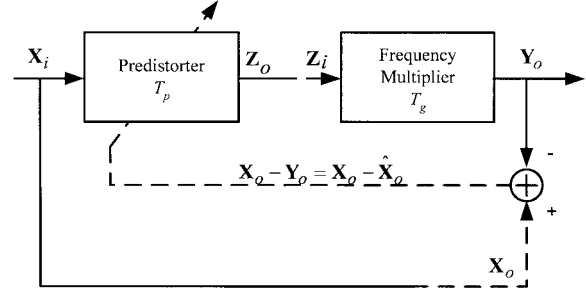 X_i
Predistorter
T_p
Z_o
Z_i
Frequency
Multiplier
T_g
Y_o
-
X_o − Y_o = X_o − X̂_o
+
X_o